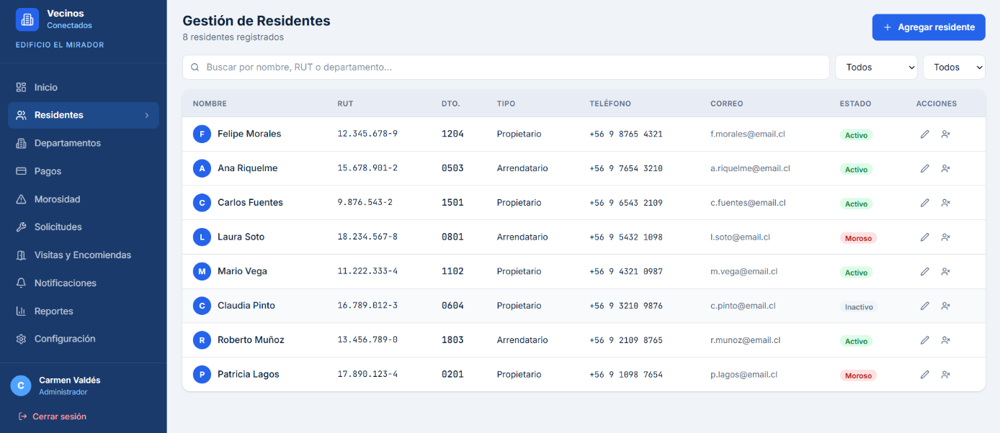 Vecinos
Conectados
EDIFICIO EL MIRADOR
Inicio
Residentes
Departamentos
Pagos
Morosidad
Solicitudes
Visitas y Encomiendas
Notificaciones
Reportes
Configuración
C Carmen Valdés
Administrador
Cerrar sesión
Gestión de Residentes
8 residentes registrados
+ Agregar residente
Buscar por nombre, RUT o departamento... Todos Todos
NOMBRE RUT DTO. TIPO TELÉFONO CORREO ESTADO ACCIONES
F Felipe Morales 12.345.678-9 1204 Propietario +56 9 8765 4321 f.morales@email.cl Activo
A Ana Riquelme 15.678.901-2 0503 Arrendatario +56 9 7654 3210 a.riquelme@email.cl Activo
C Carlos Fuentes 9.876.543-2 1501 Propietario +56 9 6543 2109 c.fuentes@email.cl Activo
L Laura Soto 18.234.567-8 0801 Arrendatario +56 9 5432 1098 l.soto@email.cl Moroso
M Mario Vega 11.222.333-4 1102 Propietario +56 9 4321 0987 m.vega@email.cl Activo
C Claudia Pinto 16.789.012-3 0604 Propietario +56 9 3210 9876 c.pinto@email.cl Inactivo
R Roberto Muñoz 13.456.789-0 1803 Arrendatario +56 9 2109 8765 r.munoz@email.cl Activo
P Patricia Lagos 17.890.123-4 0201 Propietario +56 9 1098 7654 p.lagos@email.cl Moroso